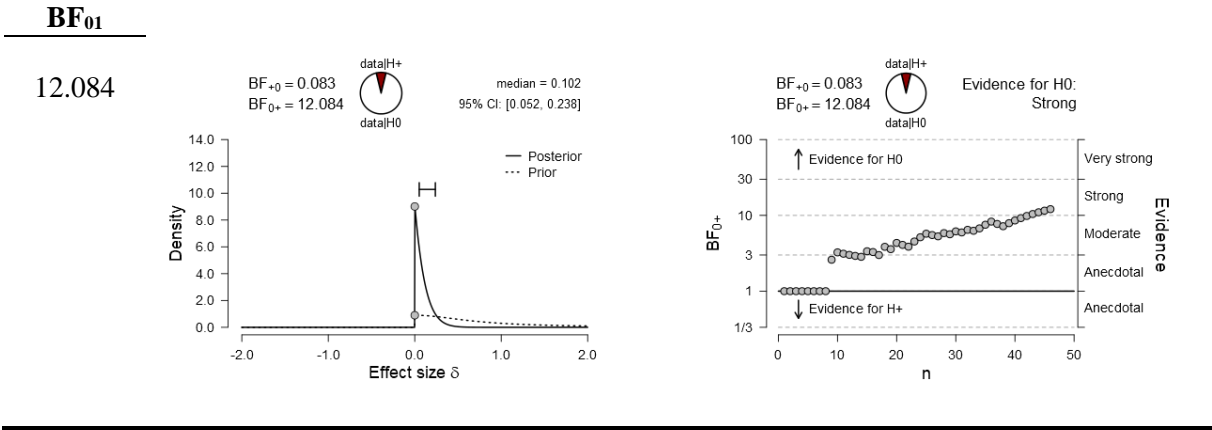 BF₀₁
12.084
data|H+
BF₊₀ = 0.083
BF₀₊ = 12.084
data|H0
median = 0.102
95% CI: [0.052, 0.238]
Posterior
Prior
Density
14.0
12.0
10.0
8.0
6.0
4.0
2.0
0.0
-2.0 -1.0 0.0 1.0 2.0
Effect size δ
data|H+
BF₊₀ = 0.083
BF₀₊ = 12.084
data|H0
Evidence for H0:
Strong
BF₀₊
100
30
10
3
1
1/3
Evidence for H0
Evidence for H+
Very strong
Strong
Moderate
Anecdotal
Anecdotal
Evidence
0 10 20 30 40 50
n